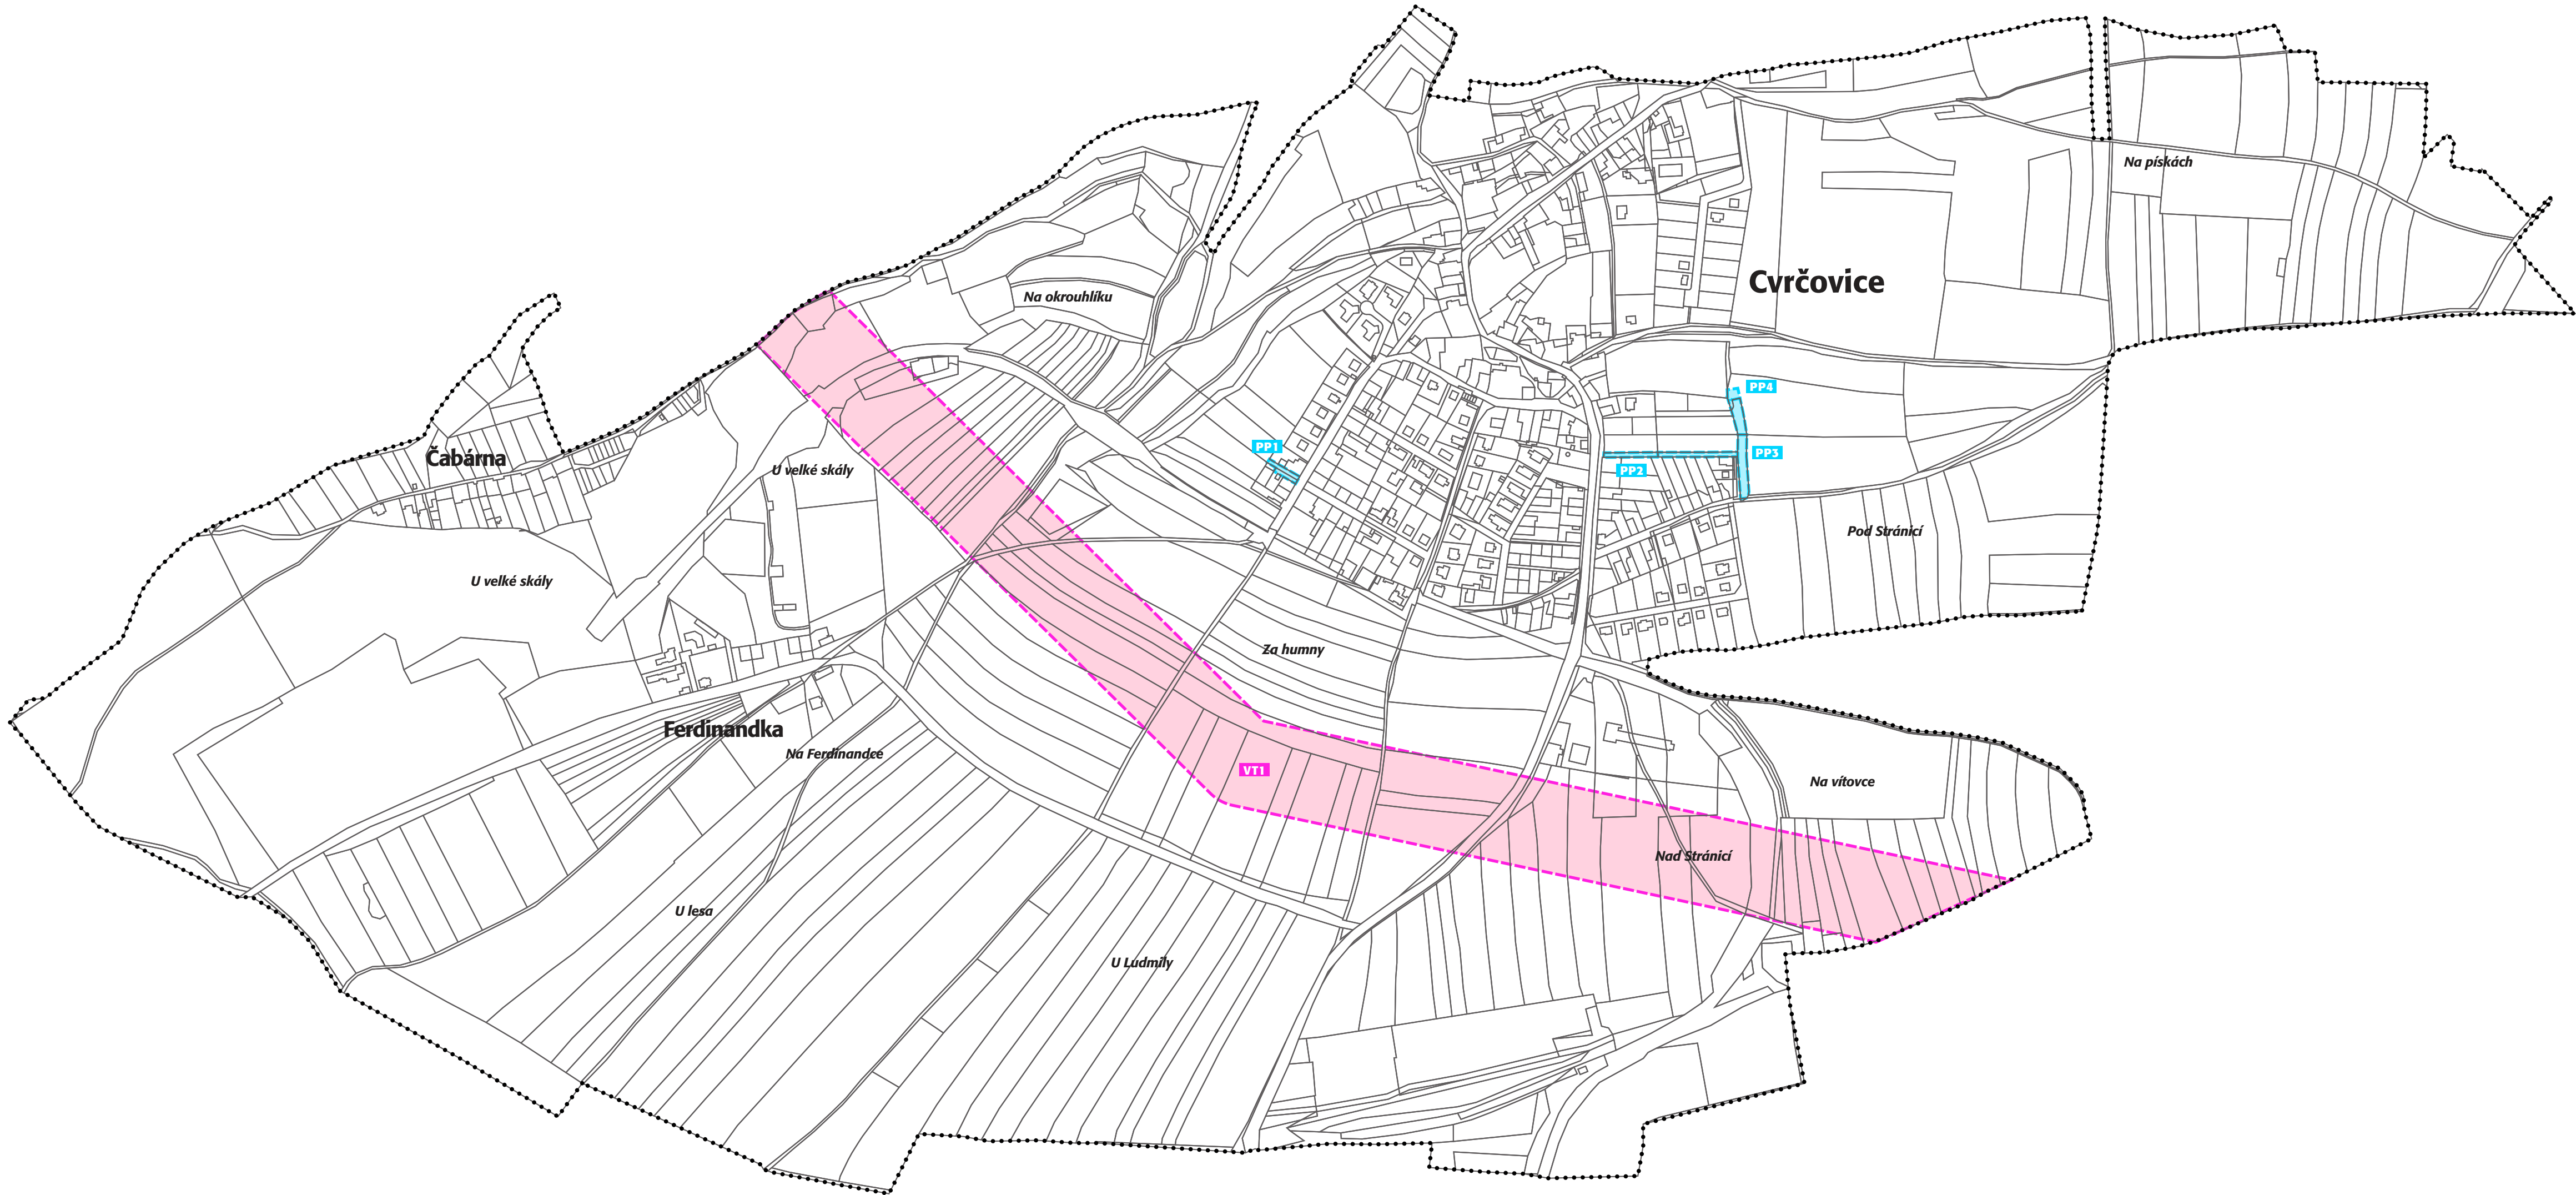 Na pískách
Cvrčovice
Na okrouhlíku
PP4
PP1
PP3
Čabárna
PP2
U velké skály
Pod Stránicí
U velké skály
Za humny
Ferdinandka
Na Ferdinandce
VT1
Na vítovce
Nad Stránicí
U lesa
U Ludmily